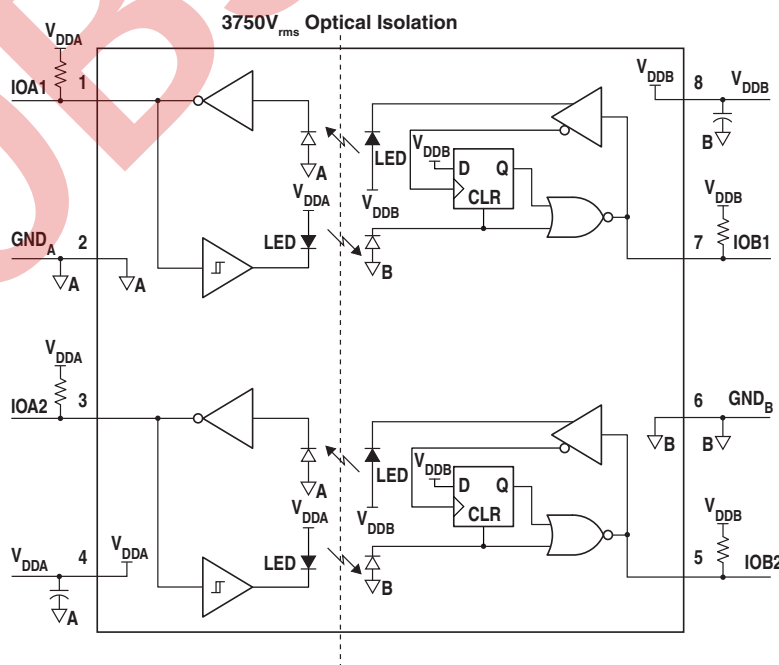 3750Vrms Optical Isolation
VDDA
IOA1
1
VDDB
8
VDDB
B
A
LED
VDDB
D
Q
CLR
VDDA
VDDB
LED
B
VDDB
GNDA
2
A
A
7
IOB1
VDDA
IOA2
3
6
GNDB
B
B
A
LED
VDDB
D
Q
CLR
VDDA
VDDB
LED
B
VDDB
VDDA
4
VDDA
A
5
IOB2